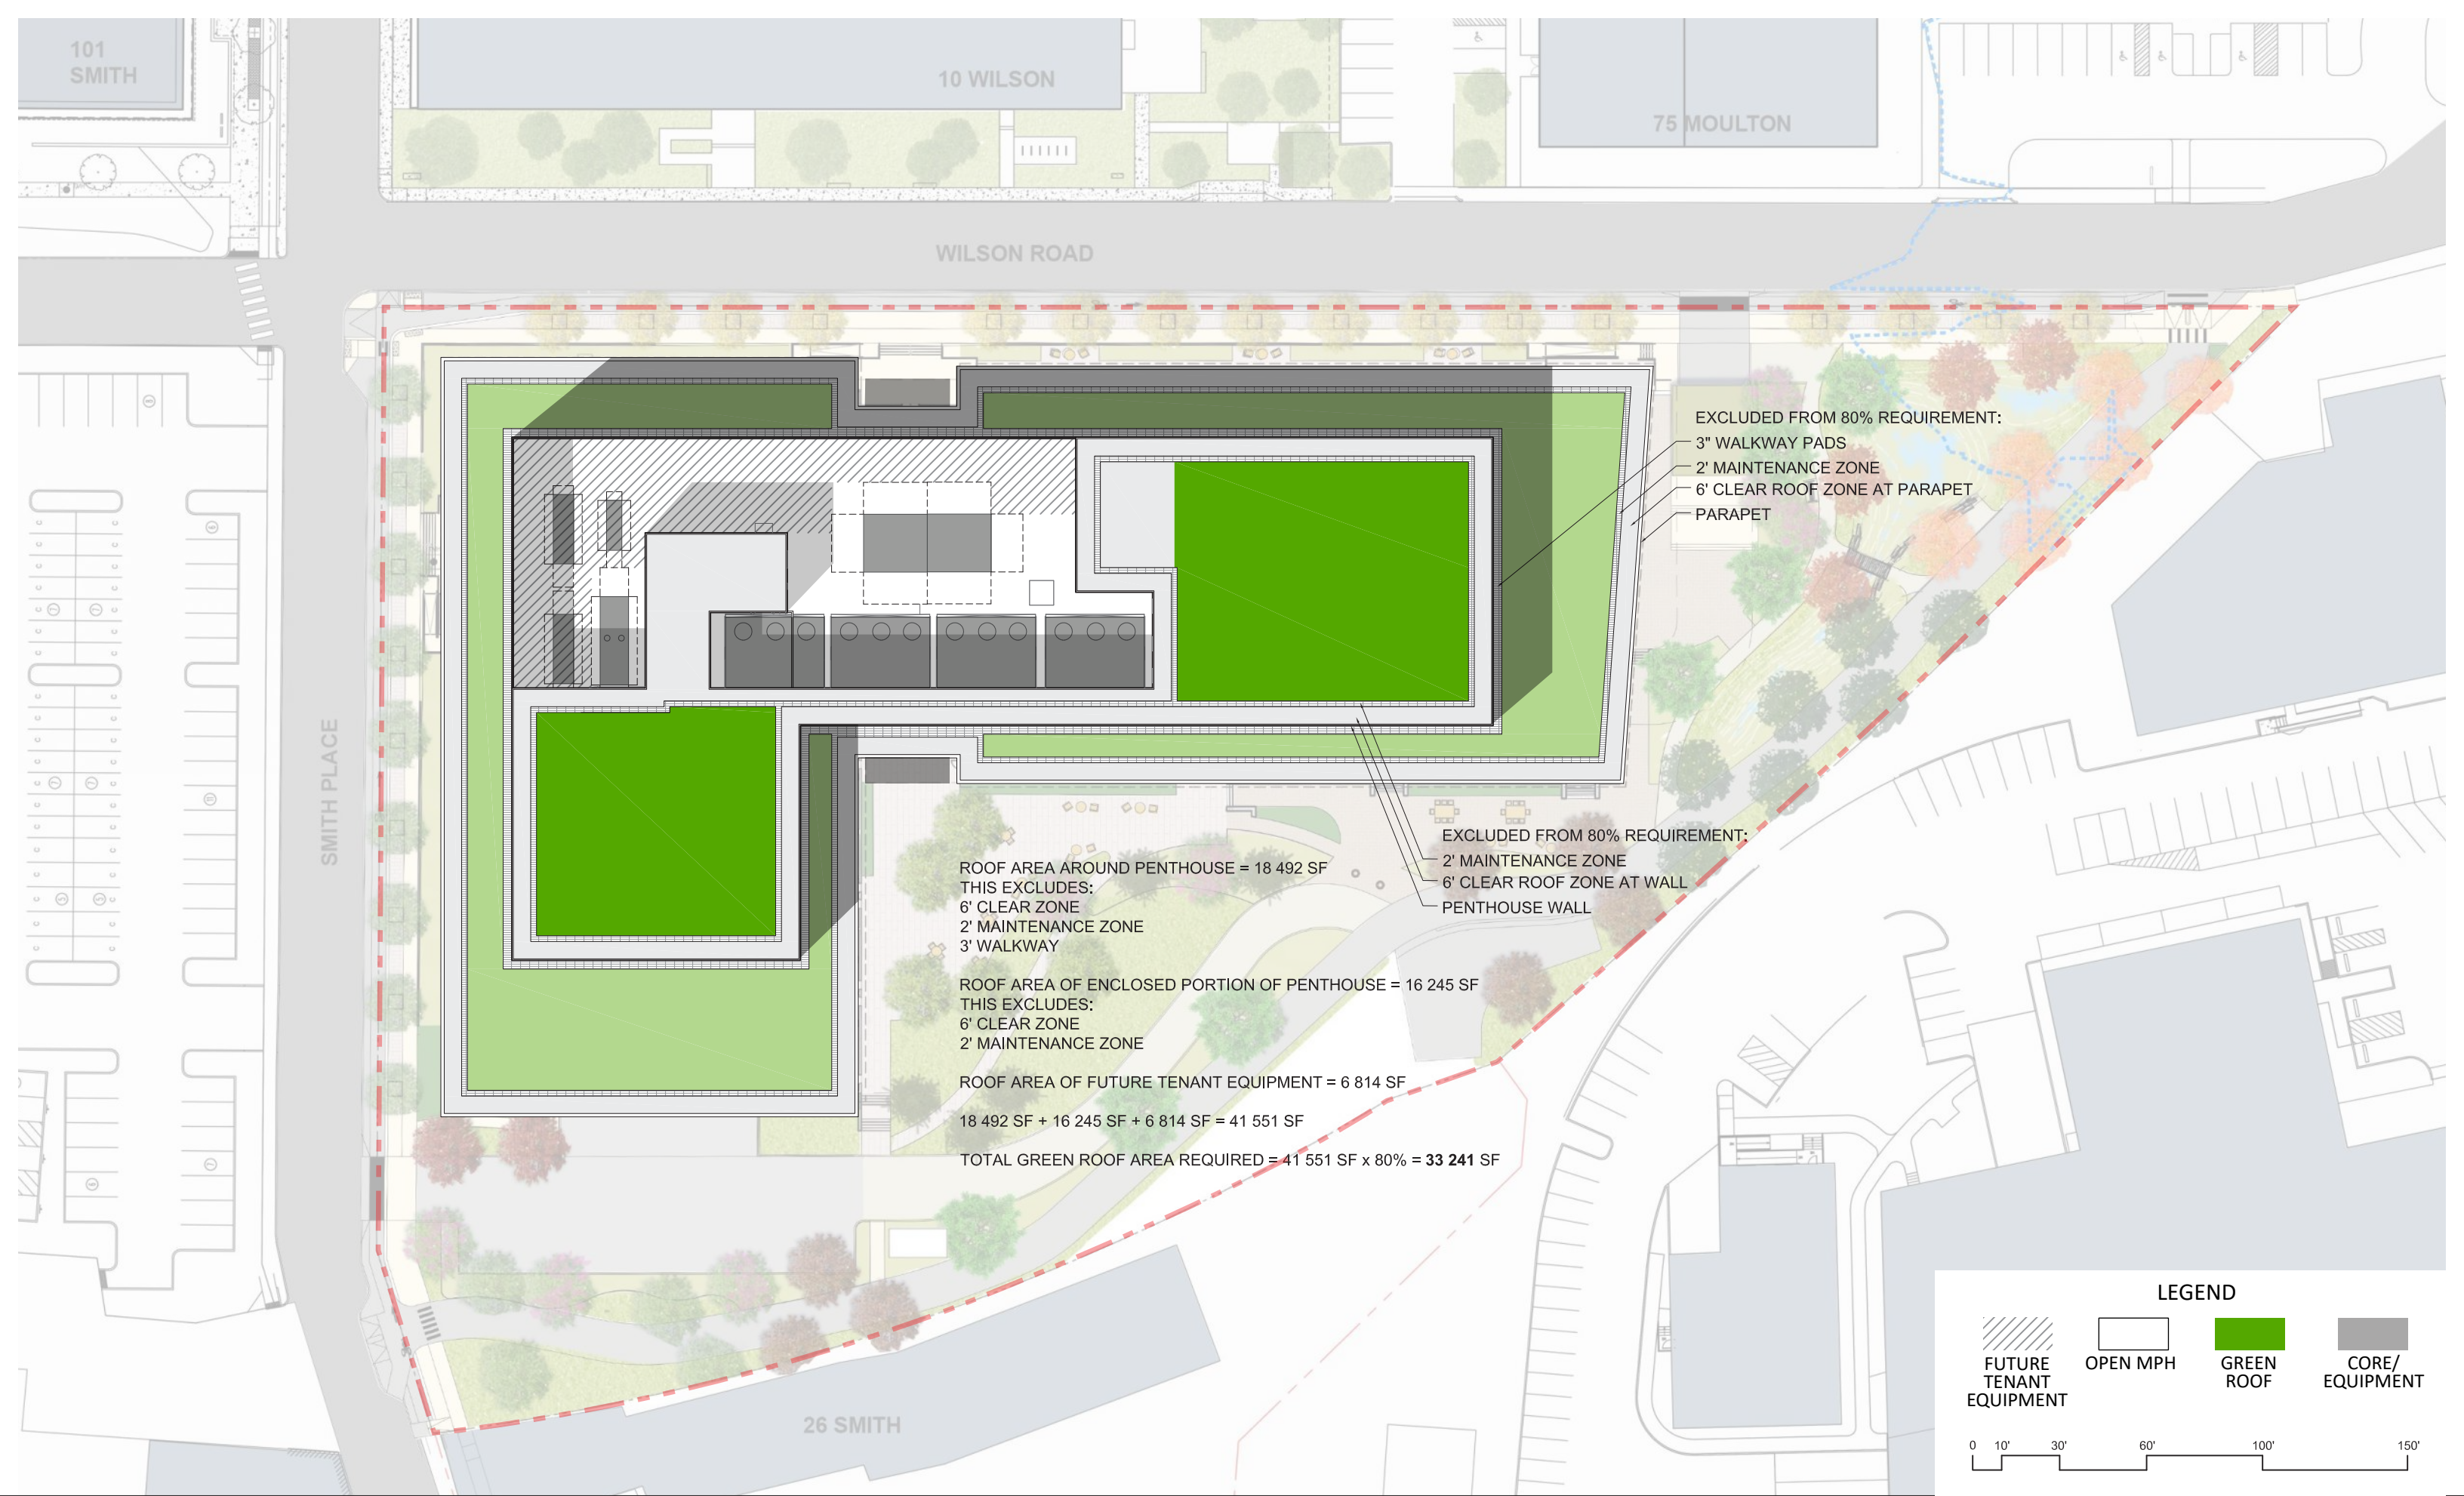 101
SMITH
10 WILSON
75 MOULTON
WILSON ROAD
SMITH PLACE
EXCLUDED FROM 80% REQUIREMENT:
3" WALKWAY PADS
2' MAINTENANCE ZONE
6' CLEAR ROOF ZONE AT PARAPET
PARAPET
EXCLUDED FROM 80% REQUIREMENT:
2' MAINTENANCE ZONE
6' CLEAR ROOF ZONE AT WALL
PENTHOUSE WALL
ROOF AREA AROUND PENTHOUSE = 18 492 SF
THIS EXCLUDES:
6' CLEAR ZONE
2' MAINTENANCE ZONE
3' WALKWAY
ROOF AREA OF ENCLOSED PORTION OF PENTHOUSE = 16 245 SF
THIS EXCLUDES:
6' CLEAR ZONE
2' MAINTENANCE ZONE
ROOF AREA OF FUTURE TENANT EQUIPMENT = 6 814 SF
18 492 SF + 16 245 SF + 6 814 SF = 41 551 SF
TOTAL GREEN ROOF AREA REQUIRED = 41 551 SF x 80% = 33 241 SF
26 SMITH
LEGEND
FUTURE
TENANT
EQUIPMENT
OPEN MPH
GREEN
ROOF
CORE/
EQUIPMENT
0 10' 30' 60' 100' 150'